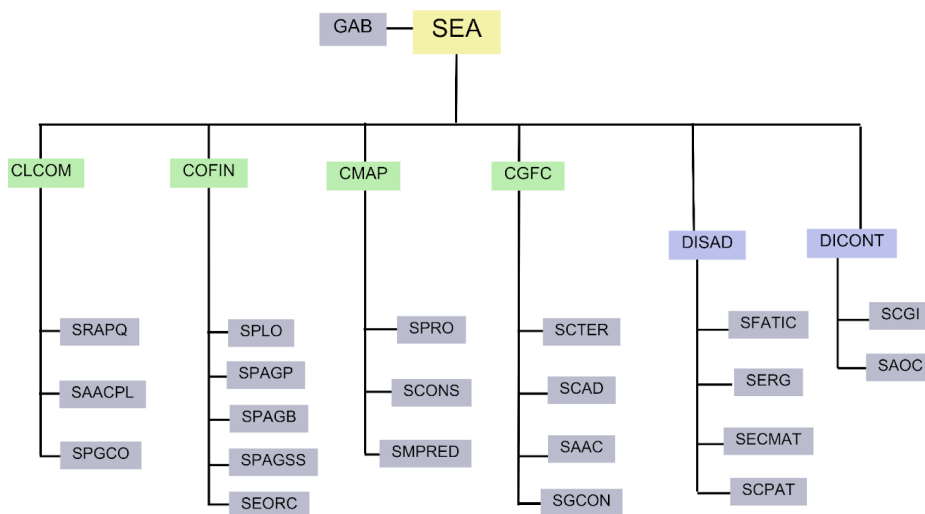 GAB
SEA
CLCOM
COFIN
CMAP
CGFC
DISAD
DICONT
SRAPQ
SAACPL
SPGCO
SPLO
SPAGP
SPAGB
SPAGSS
SEORC
SPRO
SCONS
SMPRED
SCTER
SCAD
SAAC
SGCON
SFATIC
SERG
SECMAT
SCPAT
SCGI
SAOC